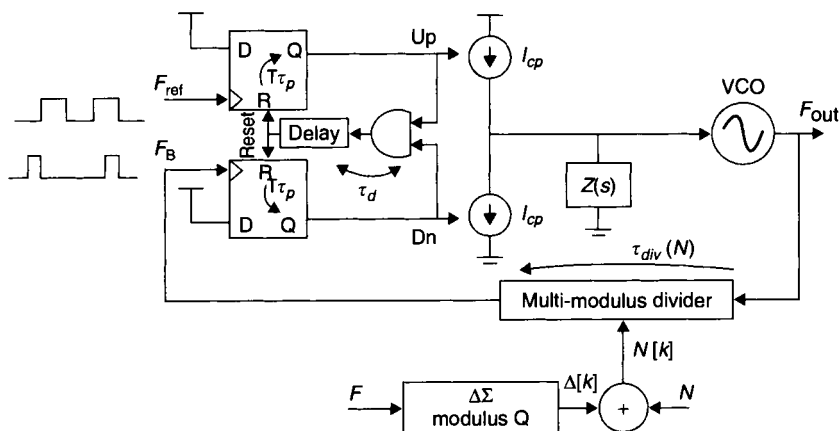 Up
D
Q
Tτp
R
Fref
Icp
VCO
Fout
Reset
Delay
FB
R
Tτp
D
Q
τd
Z(s)
Icp
Dn
τdiv(N)
Multi-modulus divider
N[k]
F
ΔΣ
modulus Q
Δ[k]
+
N